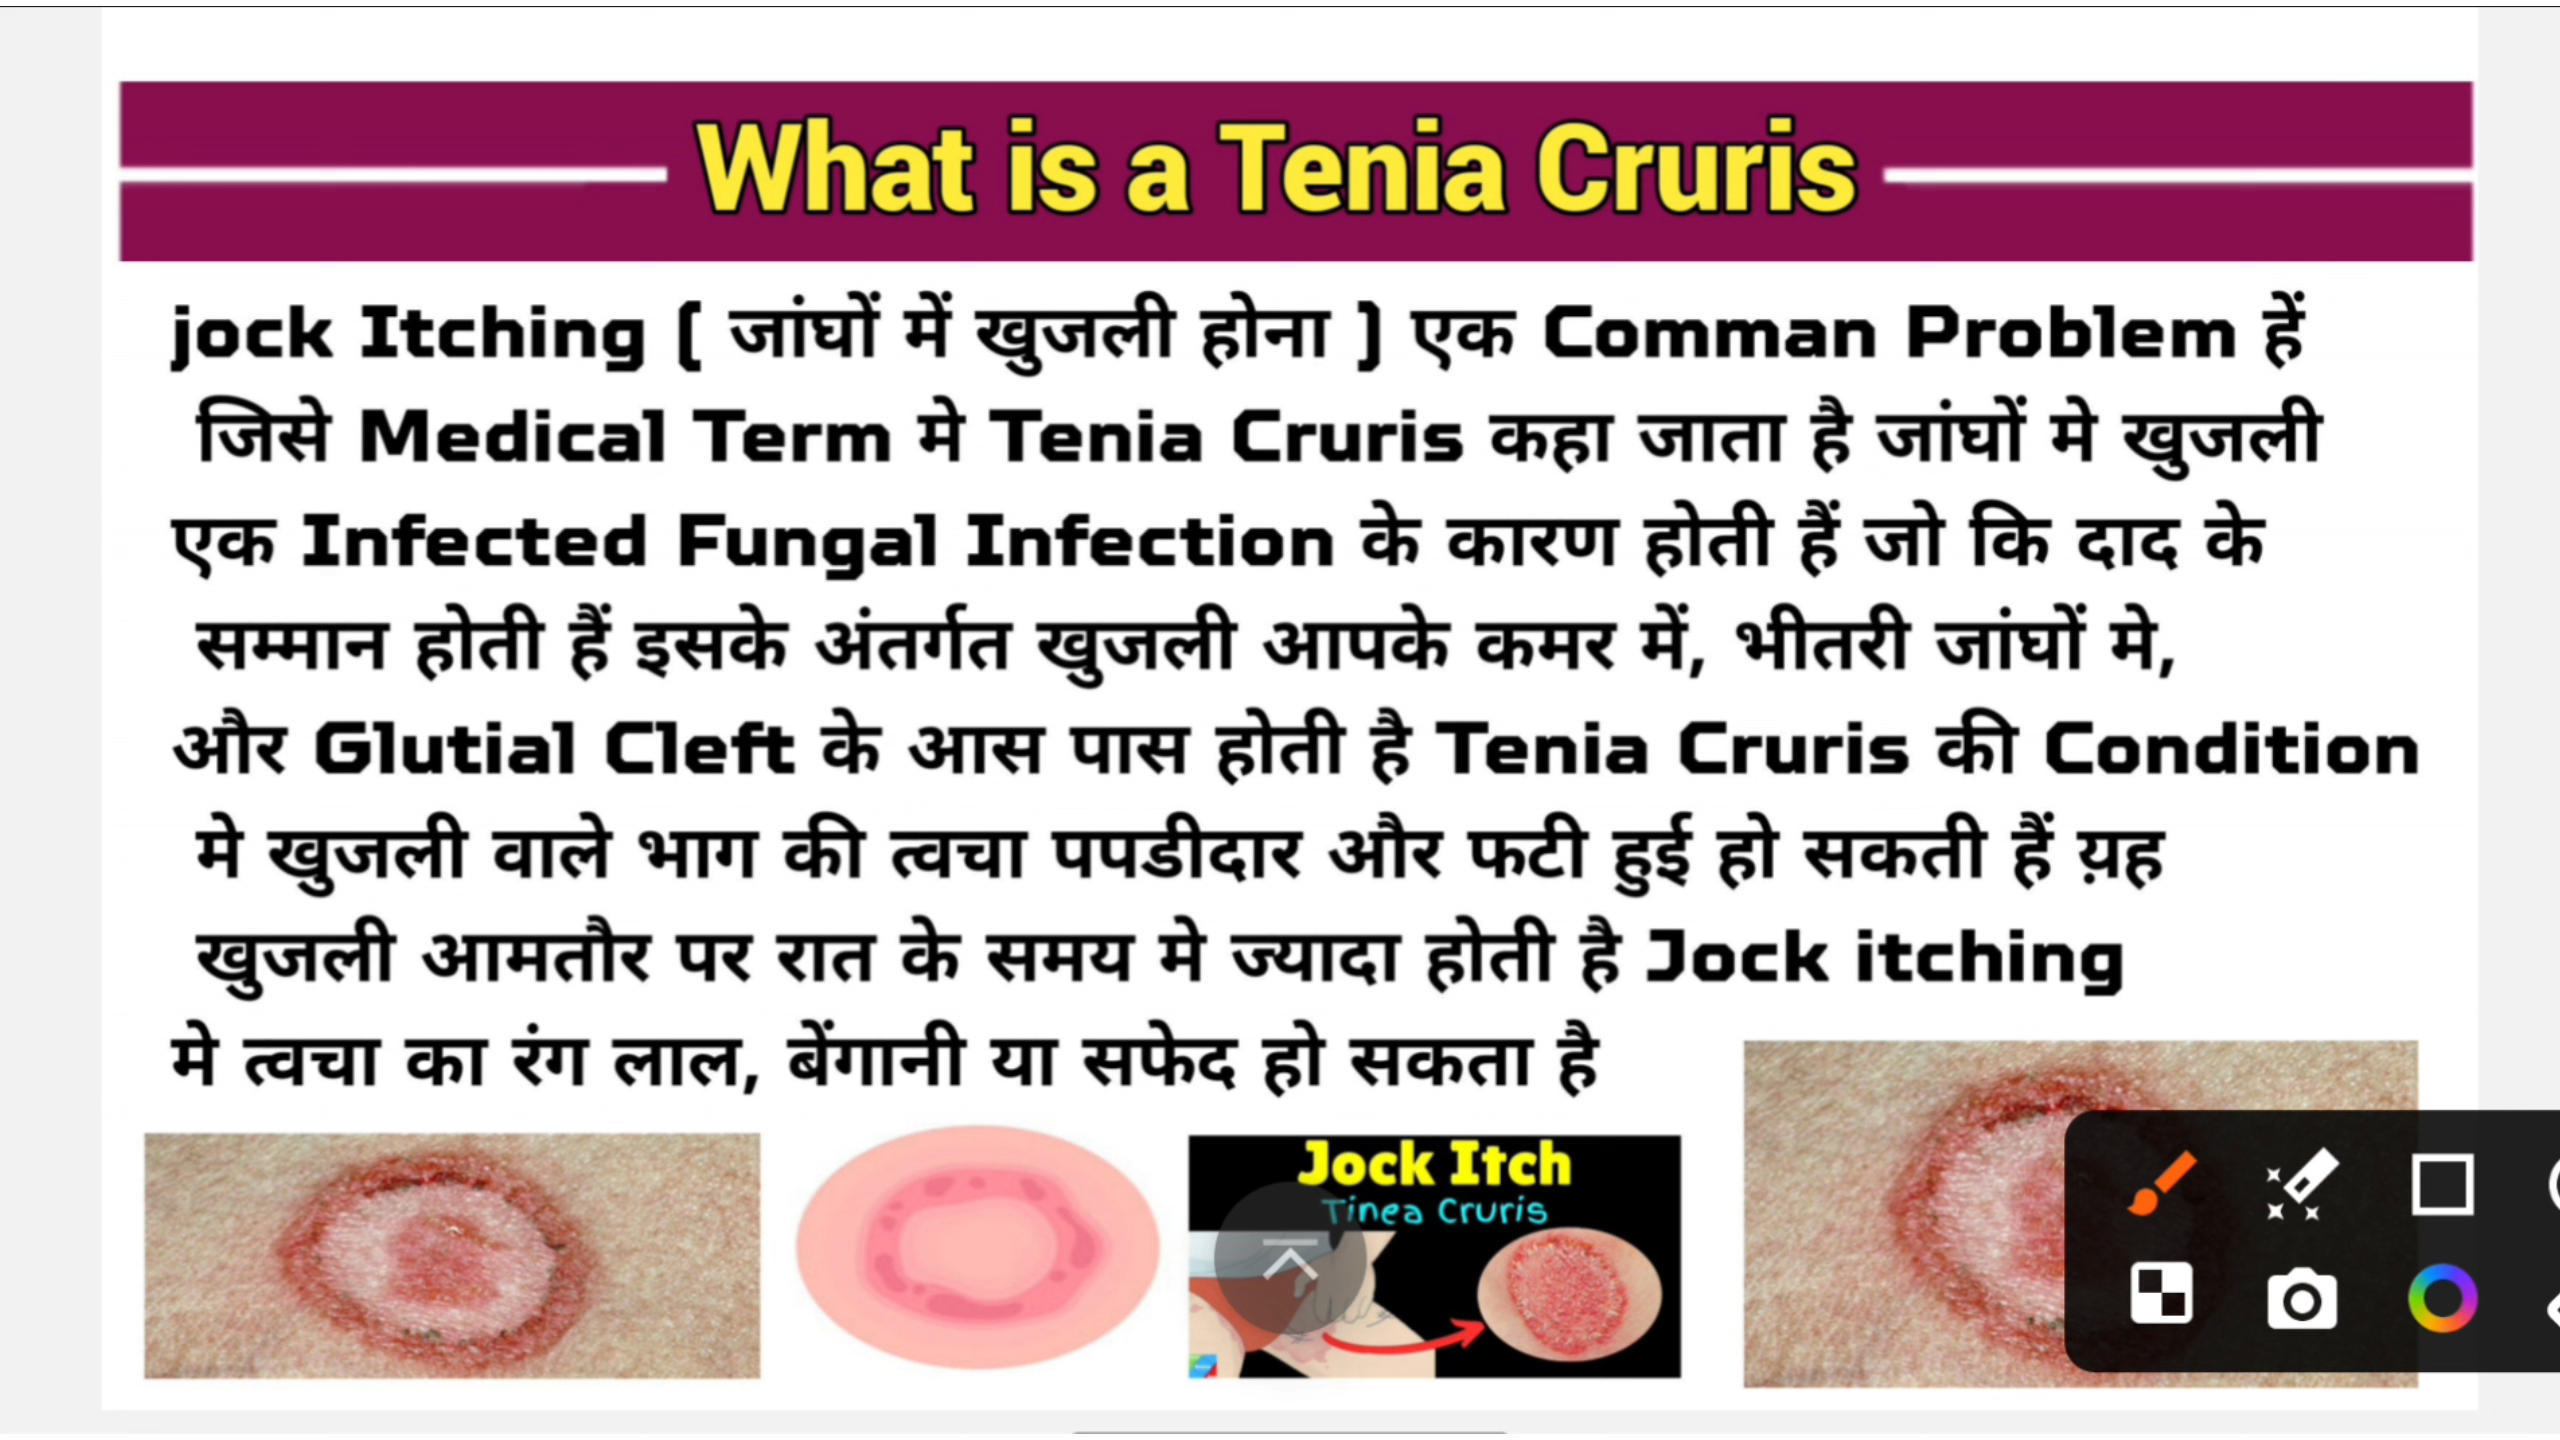 What is a Tenia Cruris
jock Itching ( जांघों में खुजली होना ) एक Comman Problem हें
जिसे Medical Term मे Tenia Cruris कहा जाता है जांघों मे खुजली
एक Infected Fungal Infection के कारण होती हैं जो कि दाद के
सम्मान होती हैं इसके अंतर्गत खुजली आपके कमर में, भीतरी जांघों मे,
और Glutial Cleft के आस पास होती है Tenia Cruris की Condition
मे खुजली वाले भाग की त्वचा पपडीदार और फटी हुई हो सकती हैं य़ह
खुजली आमतौर पर रात के समय मे ज्यादा होती है Jock itching
मे त्वचा का रंग लाल, बेंगानी या सफेद हो सकता है
Jock Itch
Tinea Cruris